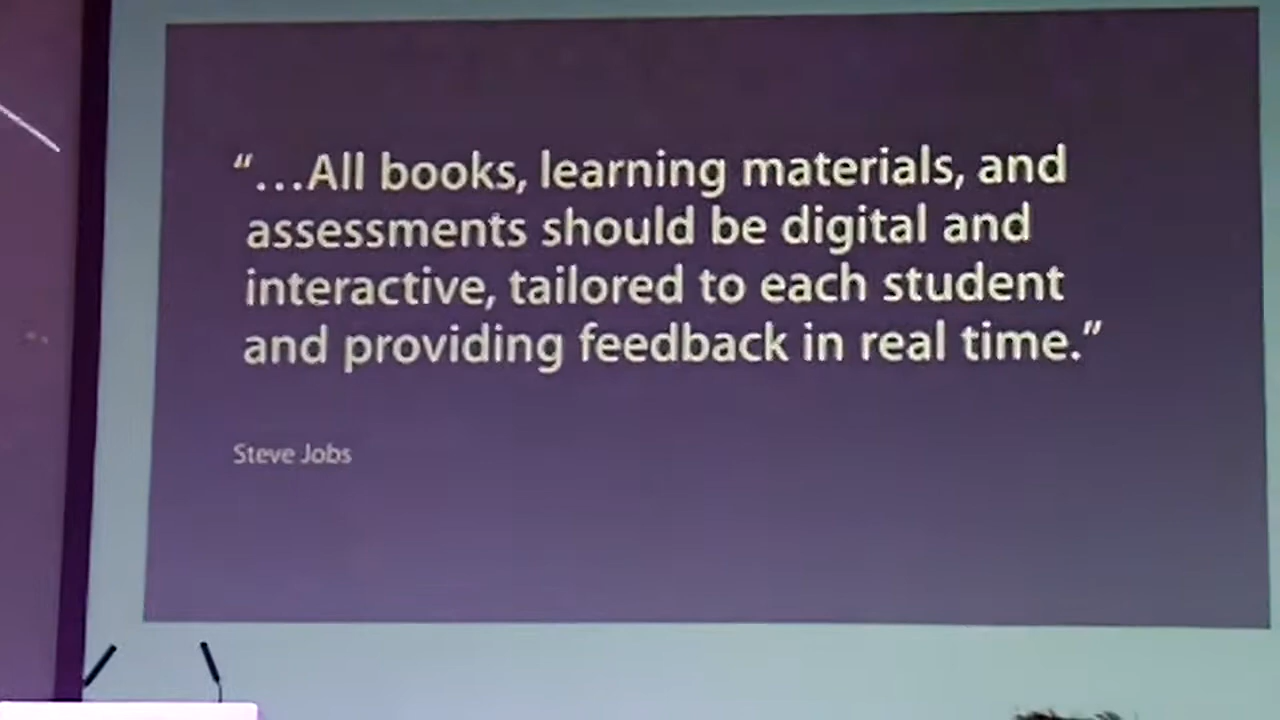 “...All books, learning materials, and
assessments should be digital and
interactive, tailored to each student
and providing feedback in real time.”
Steve Jobs